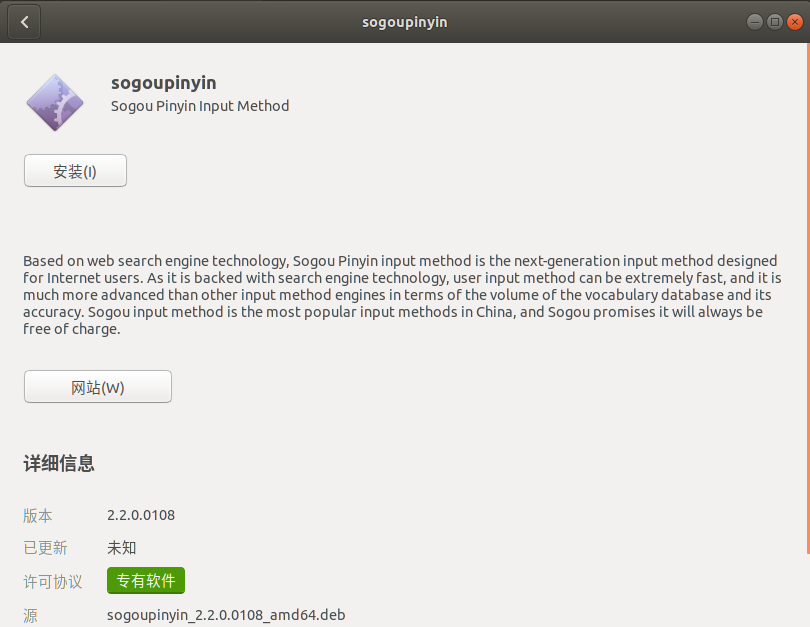 sogoupinyin
sogoupinyin
Sogou Pinyin Input Method
安装(I)
Based on web search engine technology, Sogou Pinyin input method is the next-generation input method designed
for Internet users. As it is backed with search engine technology, user input method can be extremely fast, and it is
much more advanced than other input method engines in terms of the volume of the vocabulary database and its
accuracy. Sogou input method is the most popular input methods in China, and Sogou promises it will always be
free of charge.
网站(W)
详细信息
版本 2.2.0.0108
已更新 未知
许可协议 专有软件
源 sogoupinyin_2.2.0.0108_amd64.deb